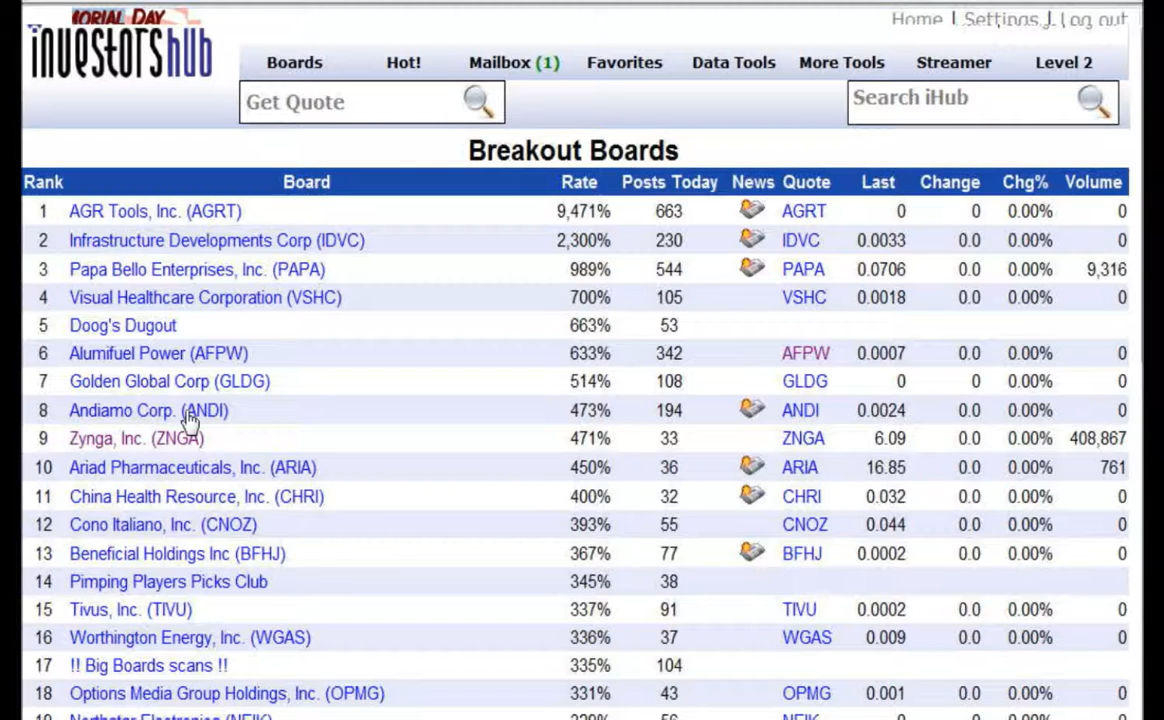 MORIAL DAY
InvestorsHub
Home | Settings | Log out
Boards Hot! Mailbox (1) Favorites Data Tools More Tools Streamer Level 2
Get Quote Search iHub
Breakout Boards
Rank Board Rate Posts Today News Quote Last Change Chg% Volume
1 AGR Tools, Inc. (AGRT) 9,471% 663 AGRT 0 0 0.00% 0
2 Infrastructure Developments Corp (IDVC) 2,300% 230 IDVC 0.0033 0.0 0.00% 0
3 Papa Bello Enterprises, Inc. (PAPA) 989% 544 PAPA 0.0706 0.0 0.00% 9,316
4 Visual Healthcare Corporation (VSHC) 700% 105 VSHC 0.0018 0.0 0.00% 0
5 Doog's Dugout 663% 53
6 Alumifuel Power (AFPW) 633% 342 AFPW 0.0007 0.0 0.00% 0
7 Golden Global Corp (GLDG) 514% 108 GLDG 0 0 0.00% 0
8 Andiamo Corp. (ANDI) 473% 194 ANDI 0.0024 0.0 0.00% 0
9 Zynga, Inc. (ZNGA) 471% 33 ZNGA 6.09 0.0 0.00% 408,867
10 Ariad Pharmaceuticals, Inc. (ARIA) 450% 36 ARIA 16.85 0.0 0.00% 761
11 China Health Resource, Inc. (CHRI) 400% 32 CHRI 0.032 0.0 0.00% 0
12 Cono Italiano, Inc. (CNOZ) 393% 55 CNOZ 0.044 0.0 0.00% 0
13 Beneficial Holdings Inc (BFHJ) 367% 77 BFHJ 0.0002 0.0 0.00% 0
14 Pimping Players Picks Club 345% 38
15 Tivus, Inc. (TIVU) 337% 91 TIVU 0.0002 0.0 0.00% 0
16 Worthington Energy, Inc. (WGAS) 336% 37 WGAS 0.009 0.0 0.00% 0
17 !! Big Boards scans !! 335% 104
18 Options Media Group Holdings, Inc. (OPMG) 331% 43 OPMG 0.001 0.0 0.00% 0